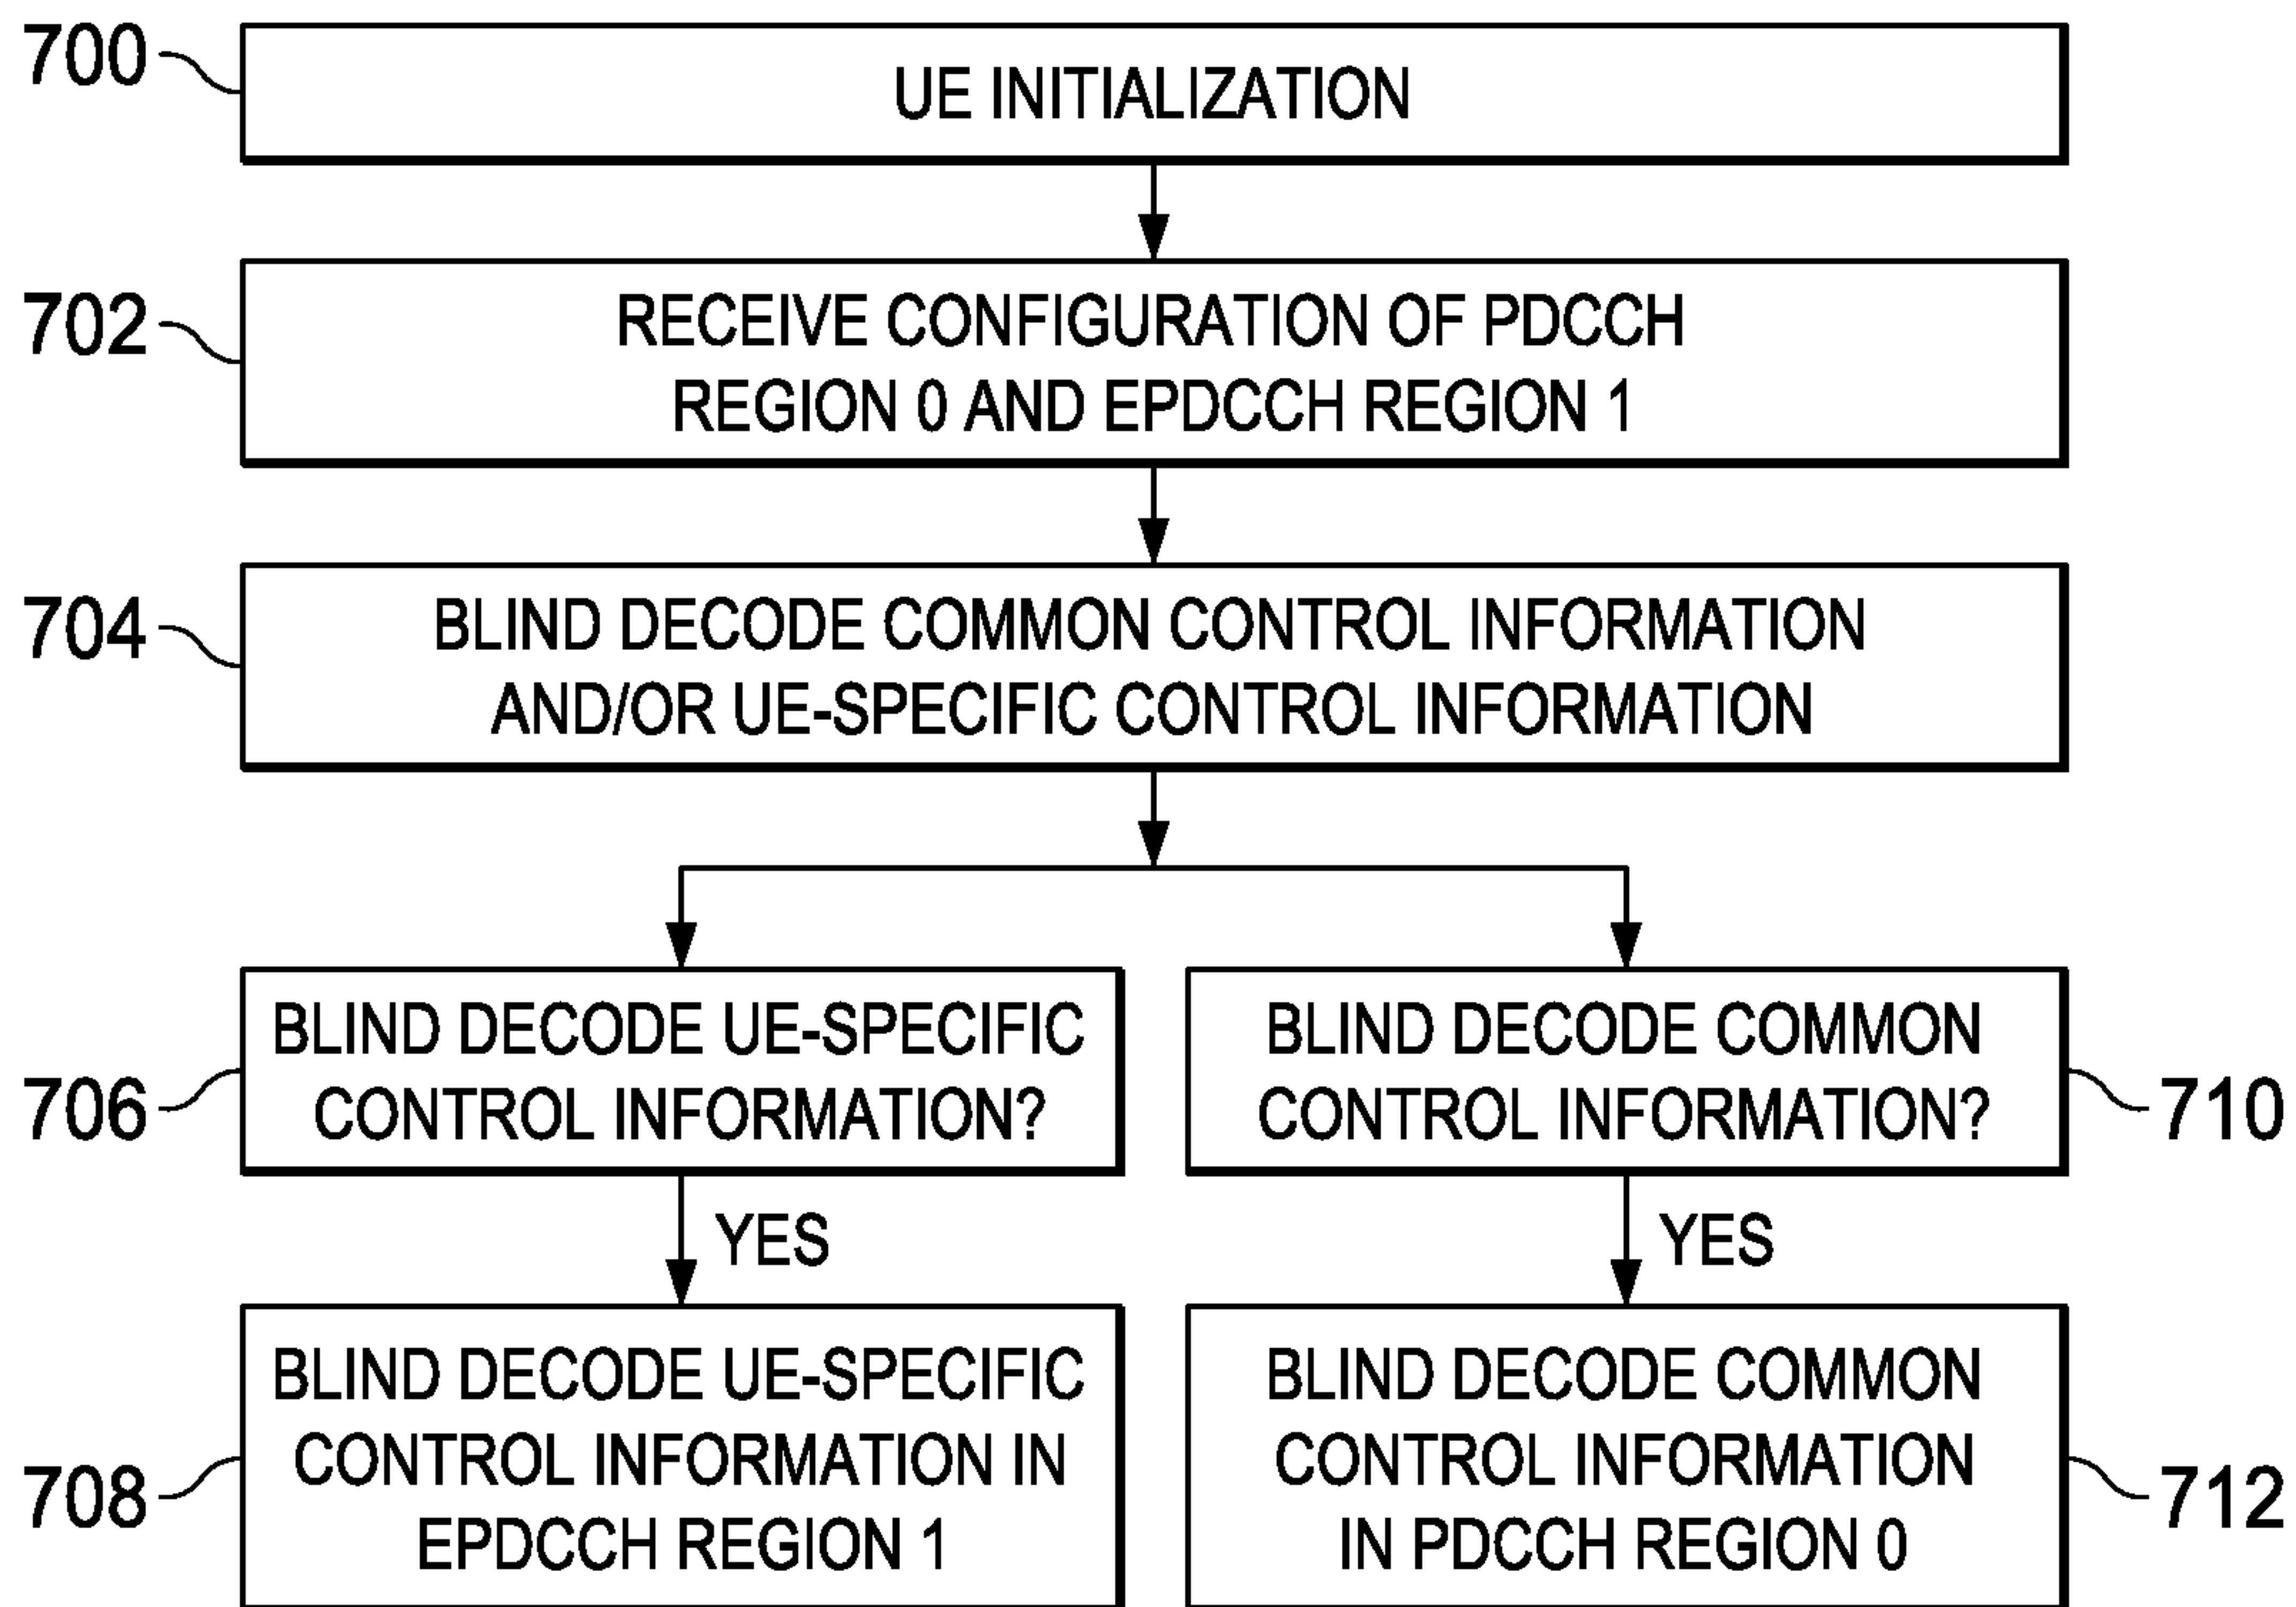 700
UE INITIALIZATION
702
RECEIVE CONFIGURATION OF PDCCH
REGION 0 AND EPDCCH REGION 1
704
BLIND DECODE COMMON CONTROL INFORMATION
AND/OR UE-SPECIFIC CONTROL INFORMATION
706
BLIND DECODE UE-SPECIFIC
CONTROL INFORMATION?
BLIND DECODE COMMON
CONTROL INFORMATION?
710
YES
YES
708
BLIND DECODE UE-SPECIFIC
CONTROL INFORMATION IN
EPDCCH REGION 1
BLIND DECODE COMMON
CONTROL INFORMATION
IN PDCCH REGION 0
712